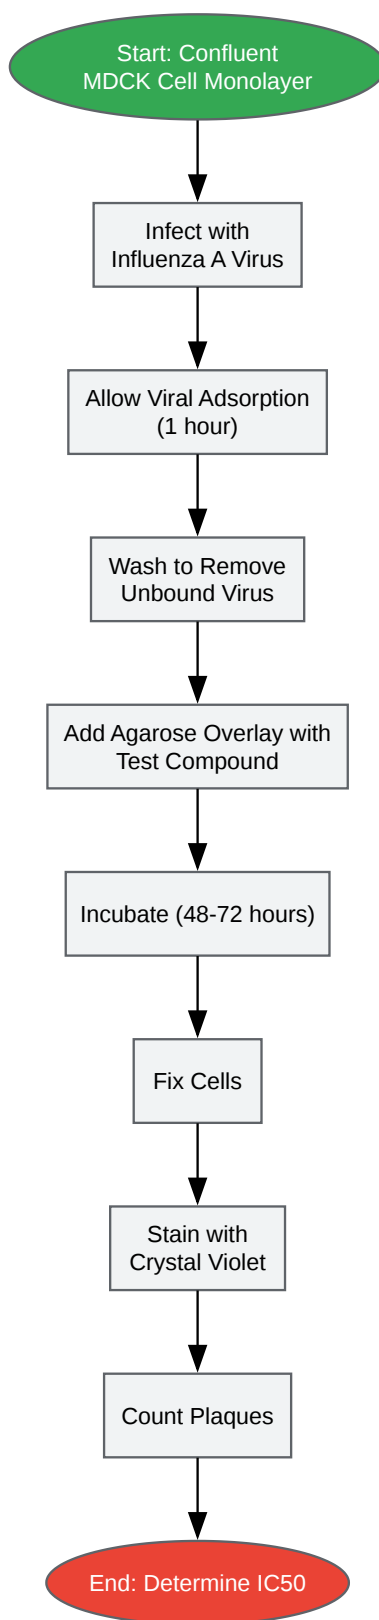 Start: Confluent
MDCK Cell Monolayer
Infect with
Influenza A Virus
Allow Viral Adsorption
(1 hour)
Wash to Remove
Unbound Virus
Add Agarose Overlay with
Test Compound
Incubate (48-72 hours)
Fix Cells
Stain with
Crystal Violet
Count Plaques
End: Determine IC50